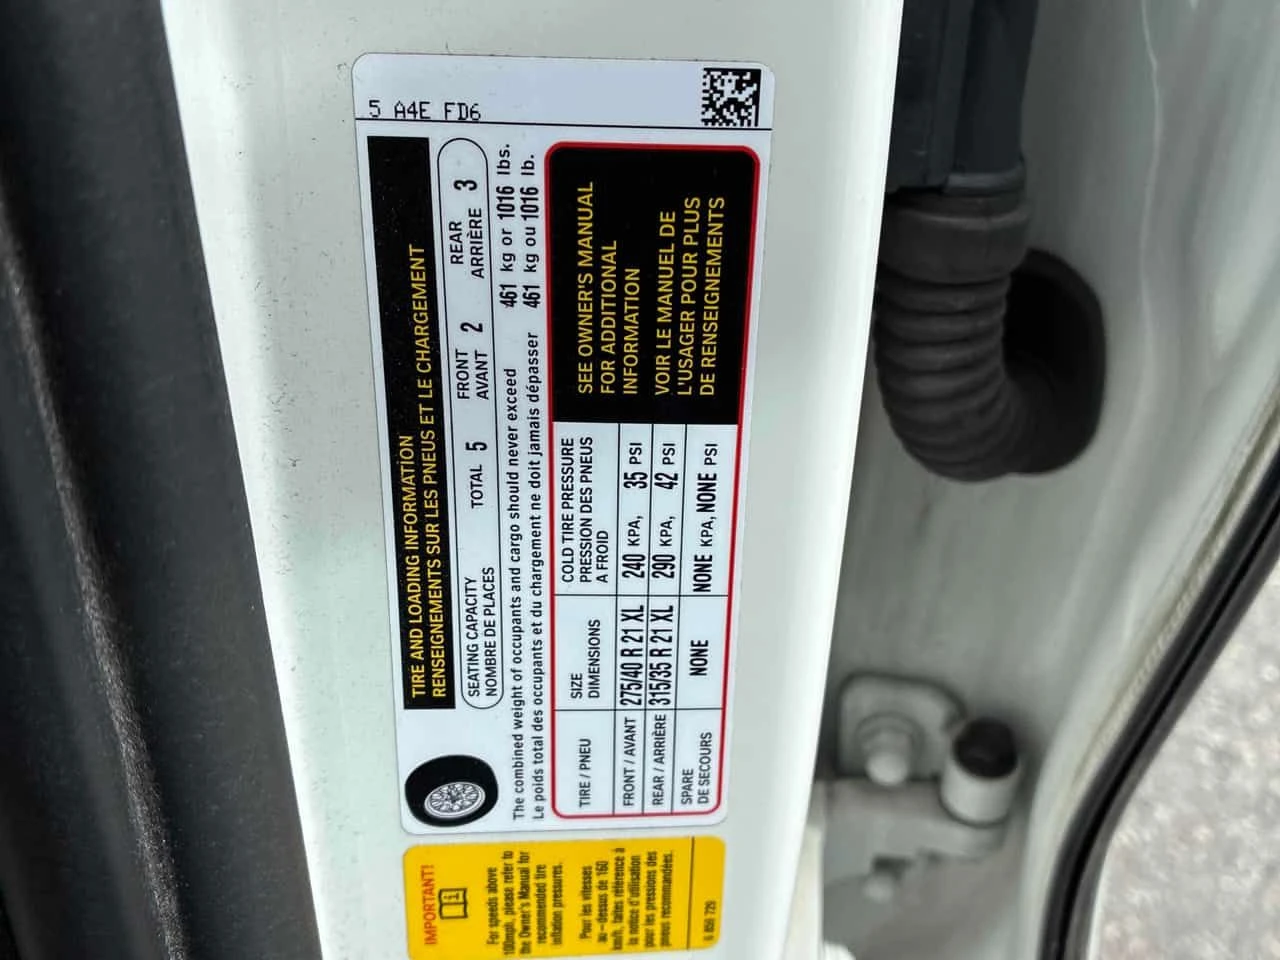 5 A4E FD6
TIRE AND LOADING INFORMATION
RENSEIGNEMENTS SUR LES PNEUS ET LE CHARGEMENT
SEATING CAPACITY
NOMBRE DE PLACES
TOTAL 5
FRONT
AVANT 2
REAR
ARRIÈRE 3
The combined weight of occupants and cargo should never exceed 461 kg or 1016 lbs.
Le poids total des occupants et du chargement ne doit jamais dépasser 461 kg ou 1016 lb.
TIRE / PNEU
SIZE
DIMENSIONS
COLD TIRE PRESSURE
PRESSION DES PNEUS
A FROID
FRONT / AVANT 275/40 R 21 XL 240 KPA, 35 PSI
REAR / ARRIÈRE 315/35 R 21 XL 290 KPA, 42 PSI
SPARE
DE SECOURS NONE NONE KPA, NONE PSI
SEE OWNER'S MANUAL
FOR ADDITIONAL
INFORMATION
VOIR LE MANUEL DE
L'USAGER POUR PLUS
DE RENSEIGNEMENTS
IMPORTANT!
For speeds above
100mph, please refer to
the Owner's Manual for
recommended tire
inflation pressures.
Pour les vitesses
au-dessus de 160
km/h, faites référence à
la notice d'utilisation
pour les pressions des
pneus recommandées.